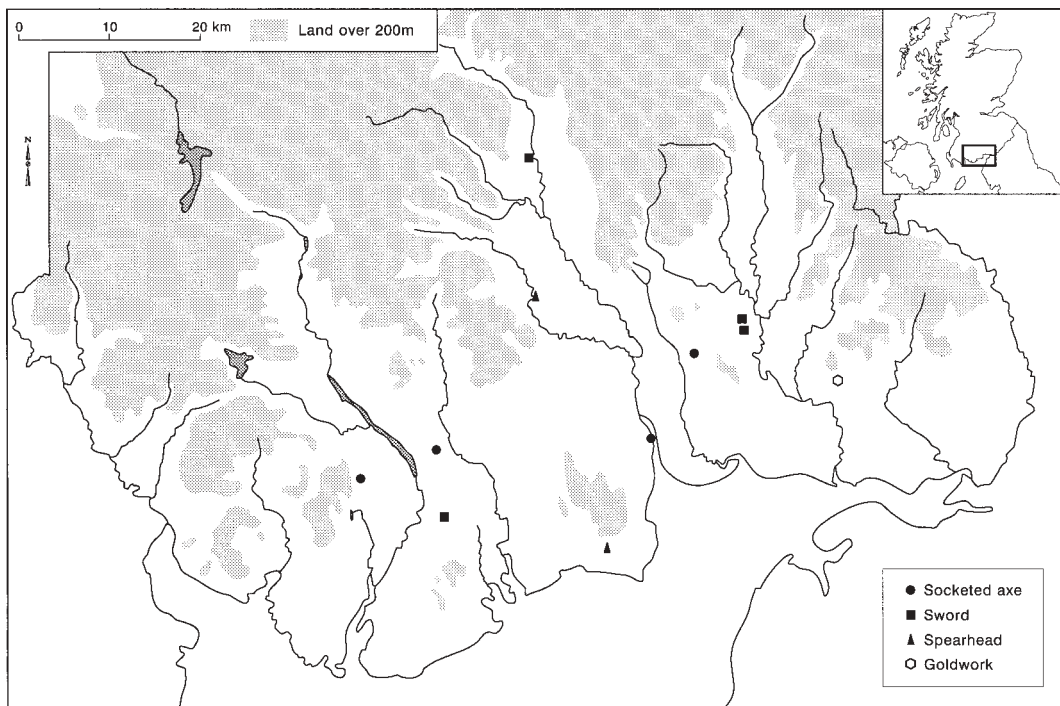 0 10 20 km
Land over 200m
N
Socketed axe
Sword
Spearhead
Goldwork